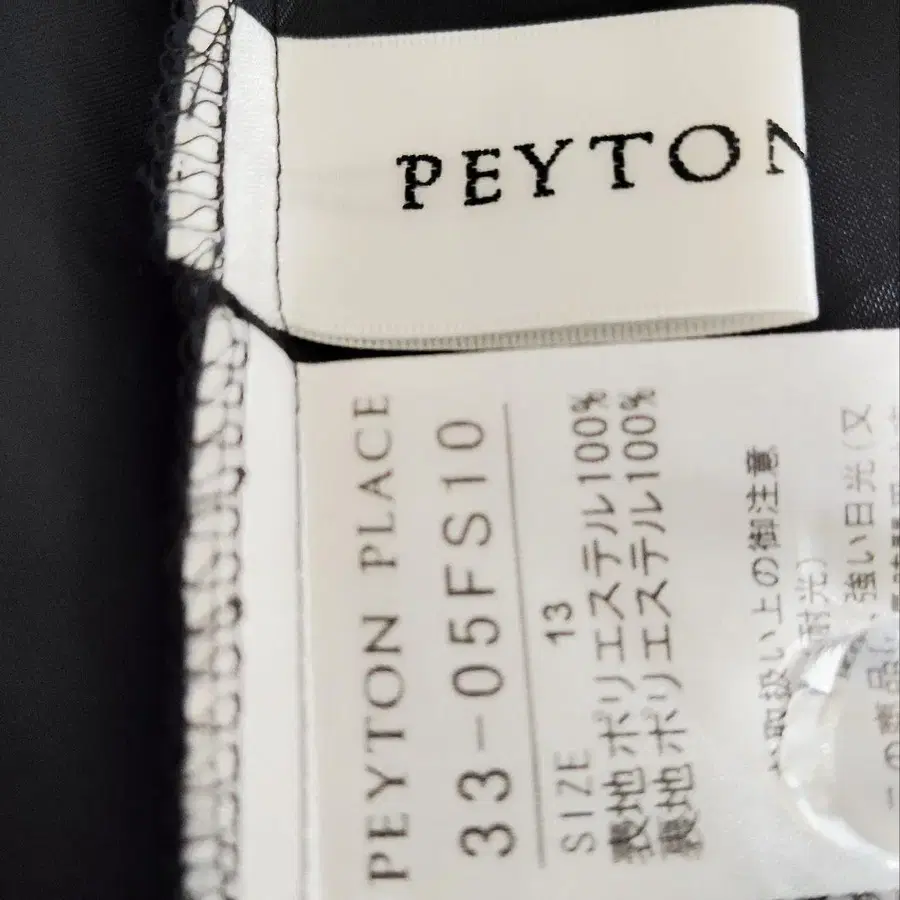 PEYTON
PEYTON PLACE
33-05FS10
SIZE 13
表地ポリエステル100%
裏地ポリエステル100%
お取扱い上の御注意
耐光)
強い日光(又